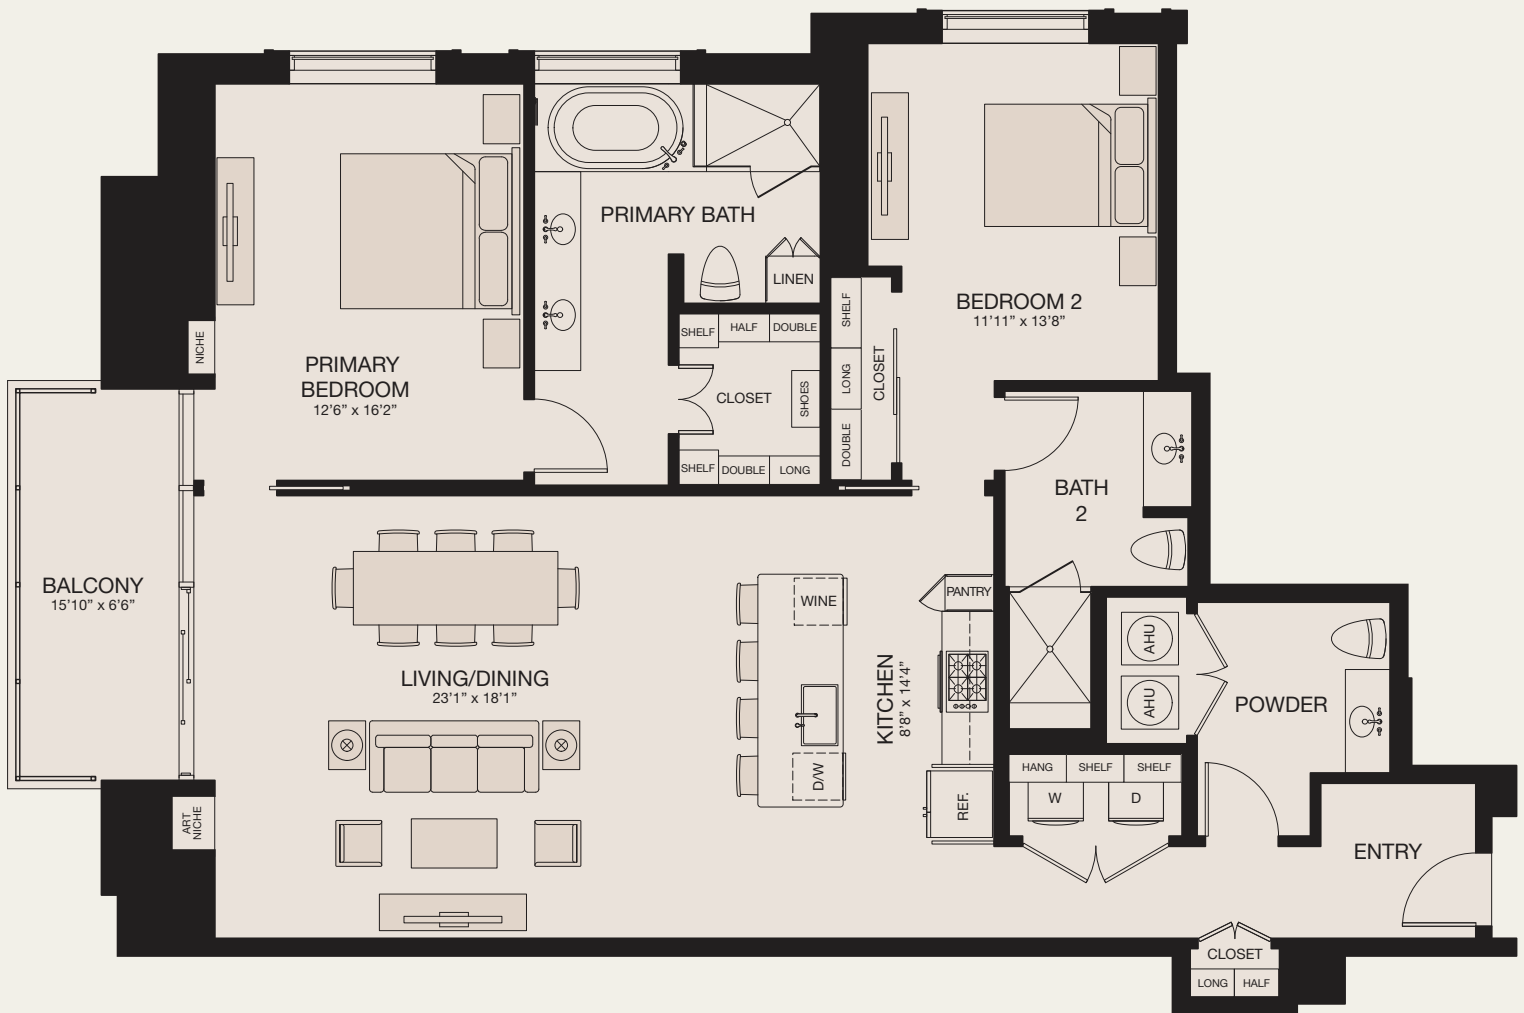 PRIMARY BATH
LINEN
SHELF
HALF
DOUBLE
CLOSET
SHOES
SHELF
DOUBLE
LONG
NICHE
PRIMARY
BEDROOM
12'6” x 16'2”
BEDROOM 2
11'11” x 13'8”
SHELF
LONG
DOUBLE
CLOSET
BATH
2
BALCONY
15'10” x 6'6”
LIVING/DINING
23'1” x 18'1”
WINE
D/W
KITCHEN
8'8” x 14'4”
PANTRY
REF.
AHU
AHU
POWDER
HANG
SHELF
SHELF
W
D
ART
NICHE
ENTRY
CLOSET
LONG
HALF